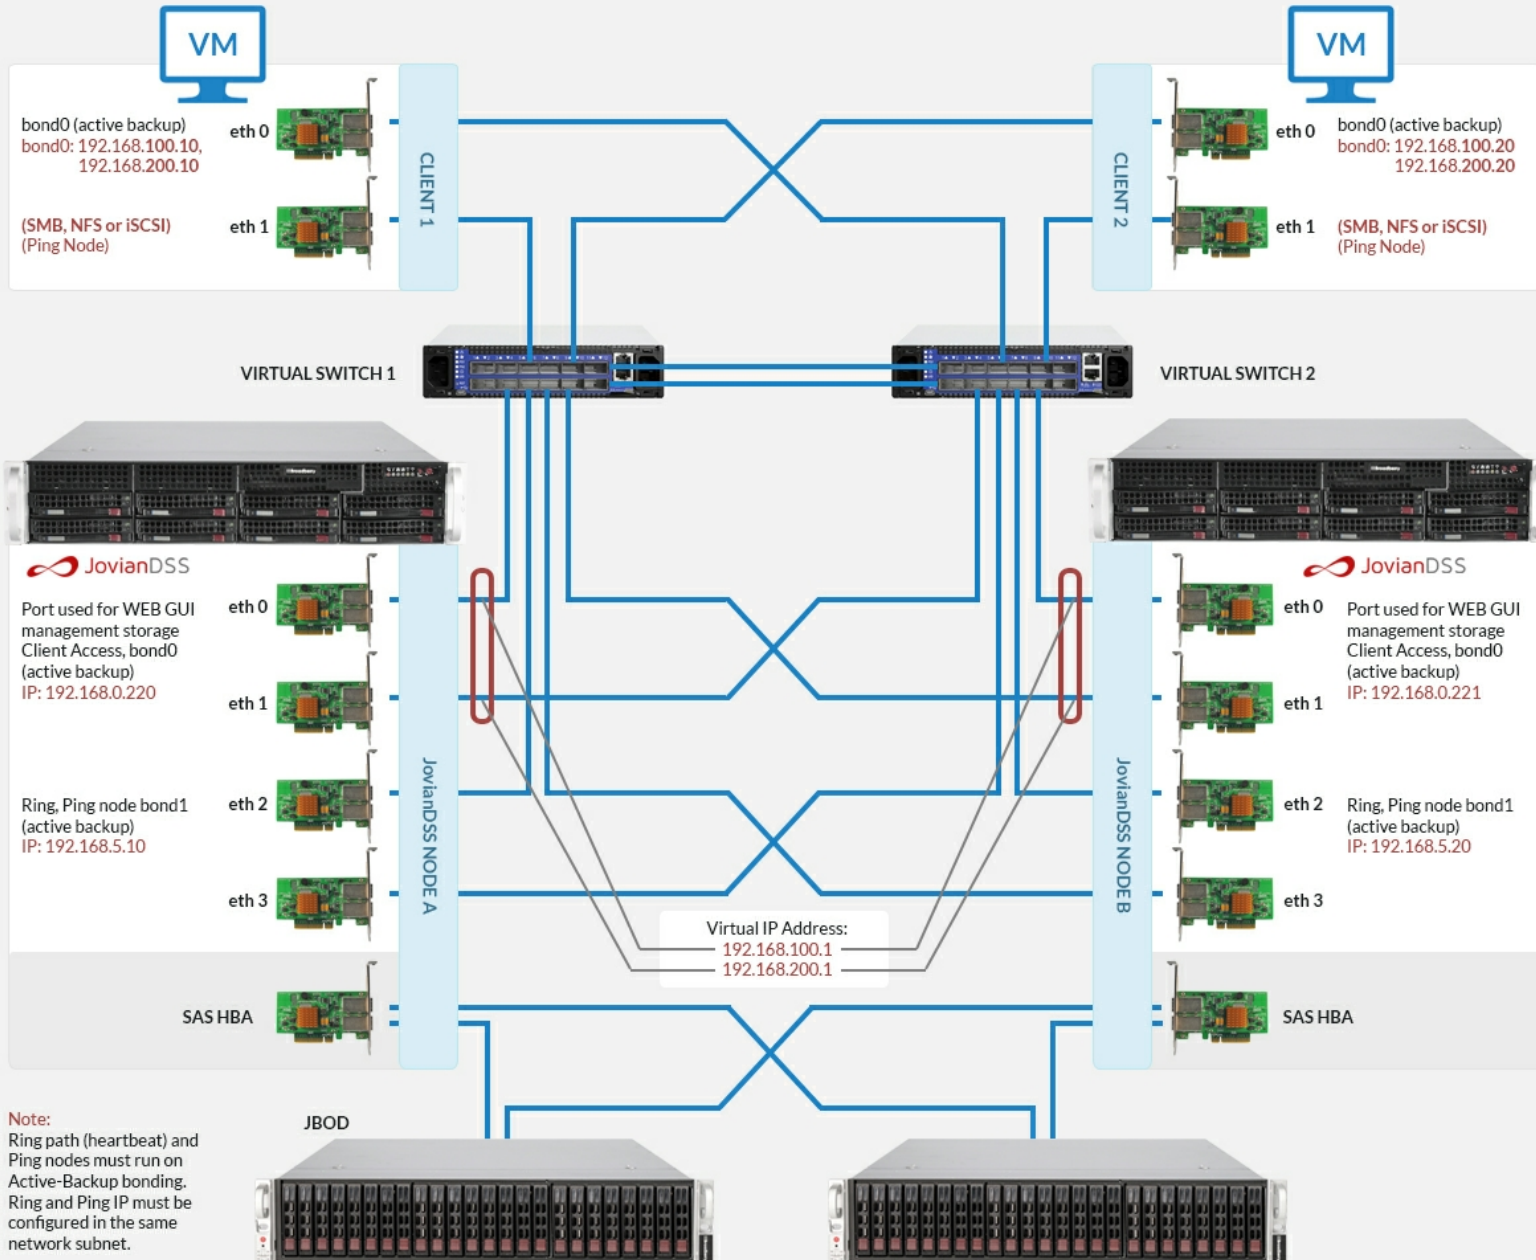 VM
VM
bond0 (active backup)
bond0: 192.168.100.10,
192.168.200.10
eth 0
(SMB, NFS or iSCSI)
(Ping Node)
eth 1
CLIENT 1
CLIENT 2
eth 0
bond0 (active backup)
bond0: 192.168.100.20
192.168.200.20
eth 1
(SMB, NFS or iSCSI)
(Ping Node)
VIRTUAL SWITCH 1
VIRTUAL SWITCH 2
JovianDSS
Port used for WEB GUI
management storage
Client Access, bond0
(active backup)
IP: 192.168.0.220
eth 0
eth 1
Ring, Ping node bond1
(active backup)
IP: 192.168.5.10
eth 2
eth 3
JovianDSS NODE A
JovianDSS NODE B
JovianDSS
eth 0
Port used for WEB GUI
management storage
Client Access, bond0
(active backup)
IP: 192.168.0.221
eth 1
eth 2
Ring, Ping node bond1
(active backup)
IP: 192.168.5.20
eth 3
Virtual IP Address:
192.168.100.1
192.168.200.1
SAS HBA
SAS HBA
JBOD
Note:
Ring path (heartbeat) and
Ping nodes must run on
Active-Backup bonding.
Ring and Ping IP must be
configured in the same
network subnet.